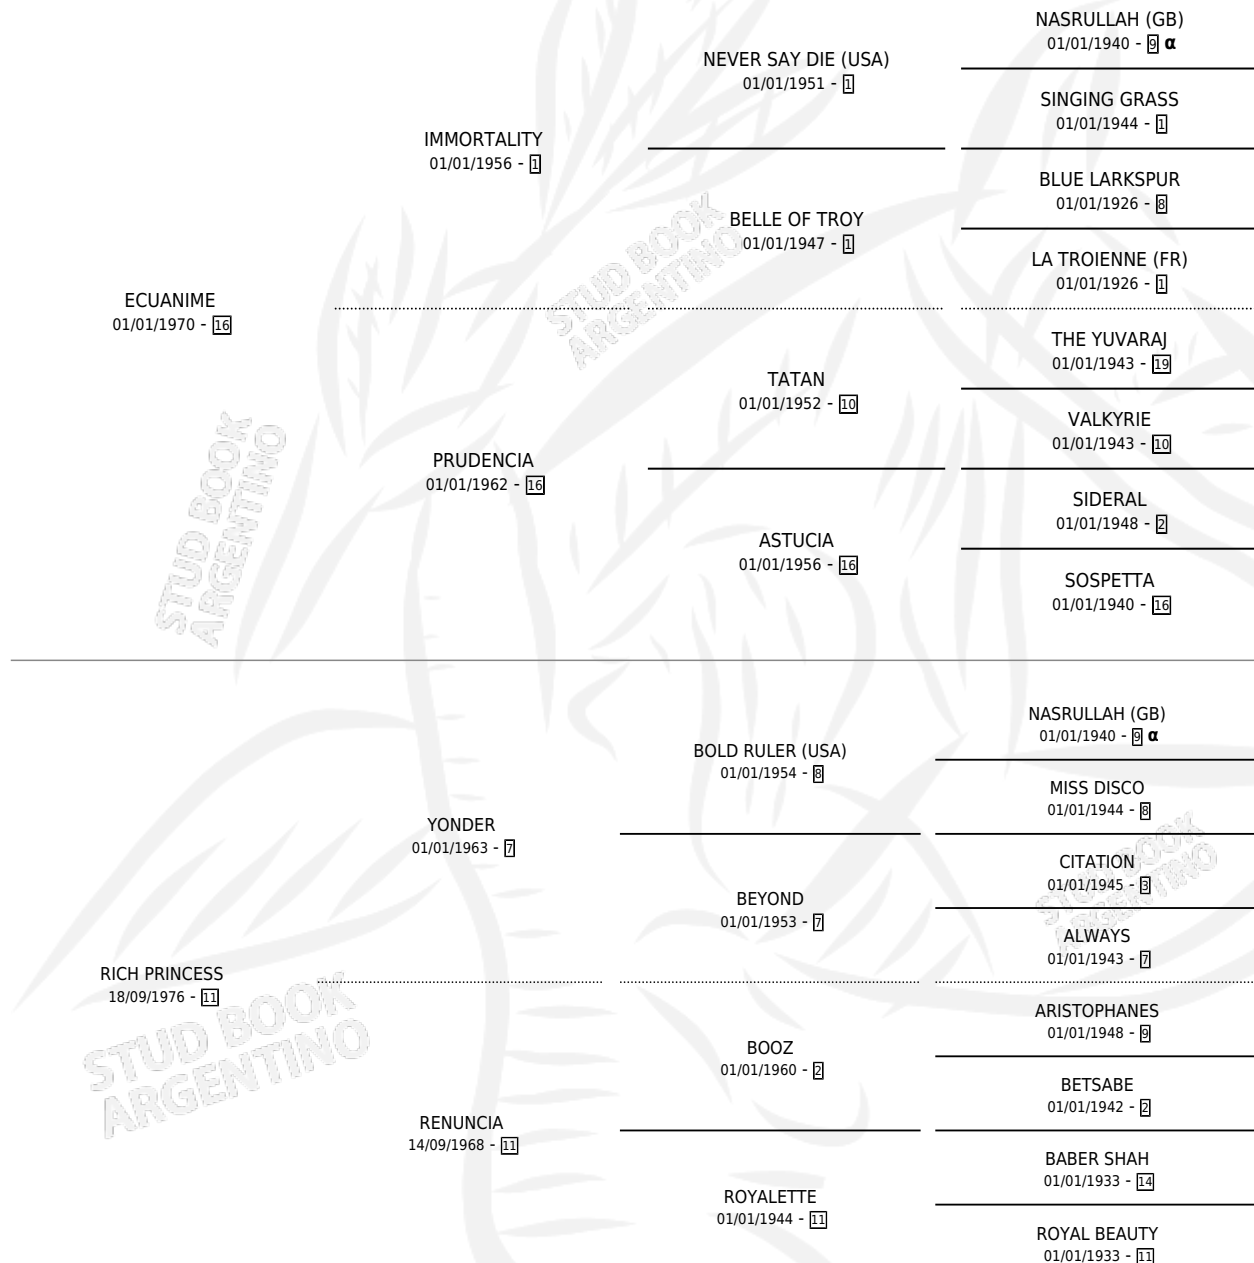 NASRULLAH (GB)
01/01/1940 - 9 α
NEVER SAY DIE (USA)
01/01/1951 - 1
SINGING GRASS
01/01/1944 - 1
IMMORTALITY
01/01/1956 - 1
BLUE LARKSPUR
01/01/1926 - 8
BELLE OF TROY
01/01/1947 - 1
LA TROIENNE (FR)
01/01/1926 - 1
ECUANIME
01/01/1970 - 16
THE YUVARAJ
01/01/1943 - 19
TATAN
01/01/1952 - 10
VALKYRIE
01/01/1943 - 10
PRUDENCIA
01/01/1962 - 16
SIDERAL
01/01/1948 - 2
ASTUCIA
01/01/1956 - 16
SOSPETTA
01/01/1940 - 16
NASRULLAH (GB)
01/01/1940 - 9 α
BOLD RULER (USA)
01/01/1954 - 8
MISS DISCO
01/01/1944 - 8
YONDER
01/01/1963 - 7
CITATION
01/01/1945 - 3
BEYOND
01/01/1953 - 7
ALWAYS
01/01/1943 - 7
RICH PRINCESS
18/09/1976 - 11
ARISTOPHANES
01/01/1948 - 9
BOOZ
01/01/1960 - 2
BETSABE
01/01/1942 - 2
RENUNCIA
14/09/1968 - 11
BABER SHAH
01/01/1933 - 14
ROYALETTE
01/01/1944 - 11
ROYAL BEAUTY
01/01/1933 - 11
STUD BOOK
ARGENTINO
STUD BOOK
ARGENTINO
STUD BOOK
ARGENTINO
STUD BOOK
ARGENTINO